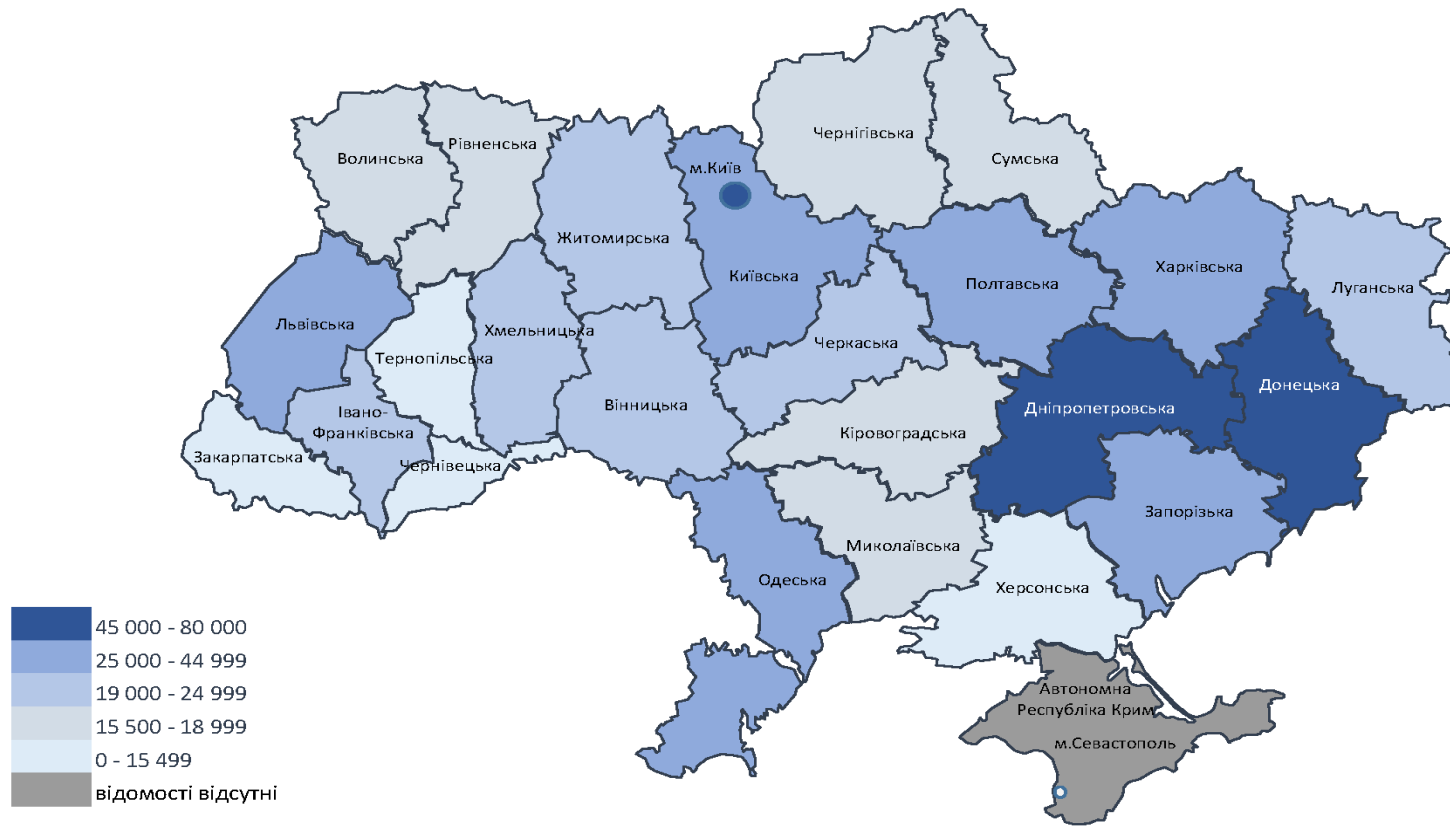 Чернігівська
Рівненська
Волинська
Сумська
м.Київ
Житомирська
Харківська
Київська
Полтавська
Луганська
Львівська
Хмельницька
Черкаська
Тернопільська
Донецька
Вінницька
Дніпропетровська
Івано-
Франківська
Кіровоградська
Закарпатська
Чернівецька
Запорізька
Миколаївська
Одеська
Херсонська
Автономна
Республіка Крим
м.Севастополь
45 000 - 80 000
25 000 - 44 999
19 000 - 24 999
15 500 - 18 999
0 - 15 499
відомості відсутні